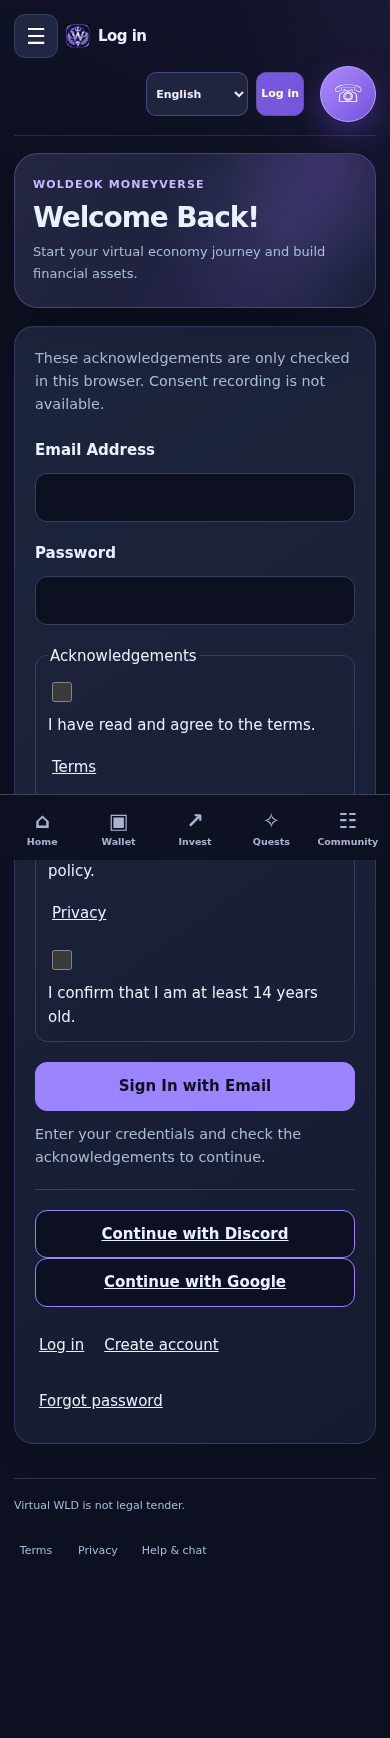 Log in
English
Log in
WOLDEOK MONEYVERSE
Welcome Back!
Start your virtual economy journey and build
financial assets.
These acknowledgements are only checked
in this browser. Consent recording is not
available.
Email Address
Password
Acknowledgements
I have read and agree to the terms.
Terms
Home
Wallet
Invest
Quests
Community
policy.
Privacy
I confirm that I am at least 14 years
old.
Sign In with Email
Enter your credentials and check the
acknowledgements to continue.
Continue with Discord
Continue with Google
Log in
Create account
Forgot password
Virtual WLD is not legal tender.
Terms
Privacy
Help & chat